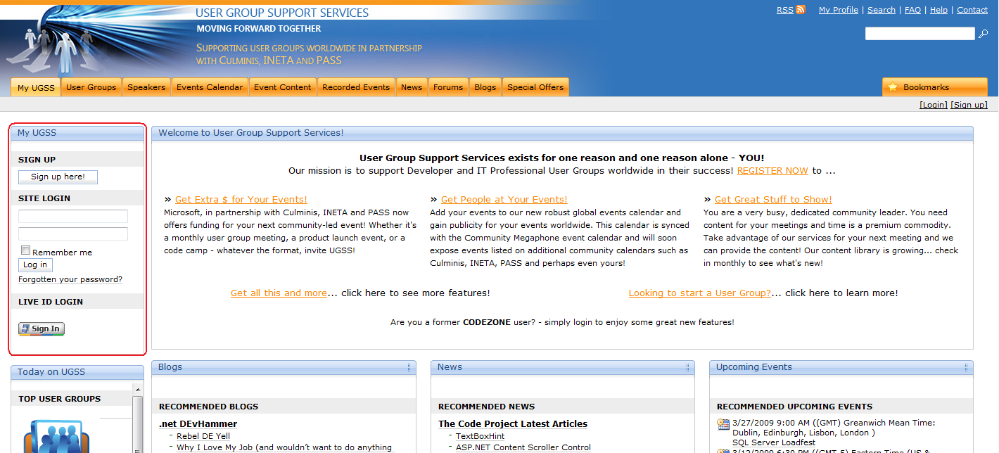 USER GROUP SUPPORT SERVICES
MOVING FORWARD TOGETHER
SUPPORTING USER GROUPS WORLDWIDE IN PARTNERSHIP
WITH CULMINIS, INETA AND PASS
RSS My Profile | Search | FAQ | Help | Contact
My UGSS User Groups Speakers Events Calendar Event Content Recorded Events News Forums Blogs Special Offers
Bookmarks
[Login] [Sign up]
My UGSS
SIGN UP
Sign up here!
SITE LOGIN
Remember me
Log in
Forgotten your password?
LIVE ID LOGIN
Sign In
Welcome to User Group Support Services!
User Group Support Services exists for one reason and one reason alone - YOU!
Our mission is to support Developer and IT Professional User Groups worldwide in their success! REGISTER NOW to ...
» Get Extra $ for Your Events!
Microsoft, in partnership with Culminis, INETA and PASS now
offers funding for your next community-led event! Whether it's
a monthly user group meeting, a product launch event, or a
code camp - whatever the format, invite UGSS!
» Get People at Your Events!
Add your events to our new robust global events calendar and
gain publicity for your events worldwide. This calendar is synced
with the Community Megaphone event calendar and will soon
expose events listed on additional community calendars such as
Culminis, INETA, PASS and perhaps even yours!
» Get Great Stuff to Show!
You are a very busy, dedicated community leader. You need
content for your meetings and time is a premium commodity.
Take advantage of our services for your next meeting and we
can provide the content! Our content library is growing... check
in monthly to see what's new!
Get all this and more... click here to see more features!
Looking to start a User Group?... click here to learn more!
Are you a former CODEZONE user? - simply login to enjoy some great new features!
Today on UGSS
TOP USER GROUPS
Blogs
RECOMMENDED BLOGS
.net DEvHammer
- Rebel DE Yell
- Why I Love My Job (and wouldn't want to do anything
News
RECOMMENDED NEWS
The Code Project Latest Articles
- TextBoxHint
- ASP.NET Content Scroller Control
Upcoming Events
RECOMMENDED UPCOMING EVENTS
3/27/2009 9:00 AM ((GMT) Greenwich Mean Time:
Dublin, Edinburgh, Lisbon, London )
SQL Server Loadfest
3/12/2009 6:30 PM ((GMT-5) Eastern Time (US &